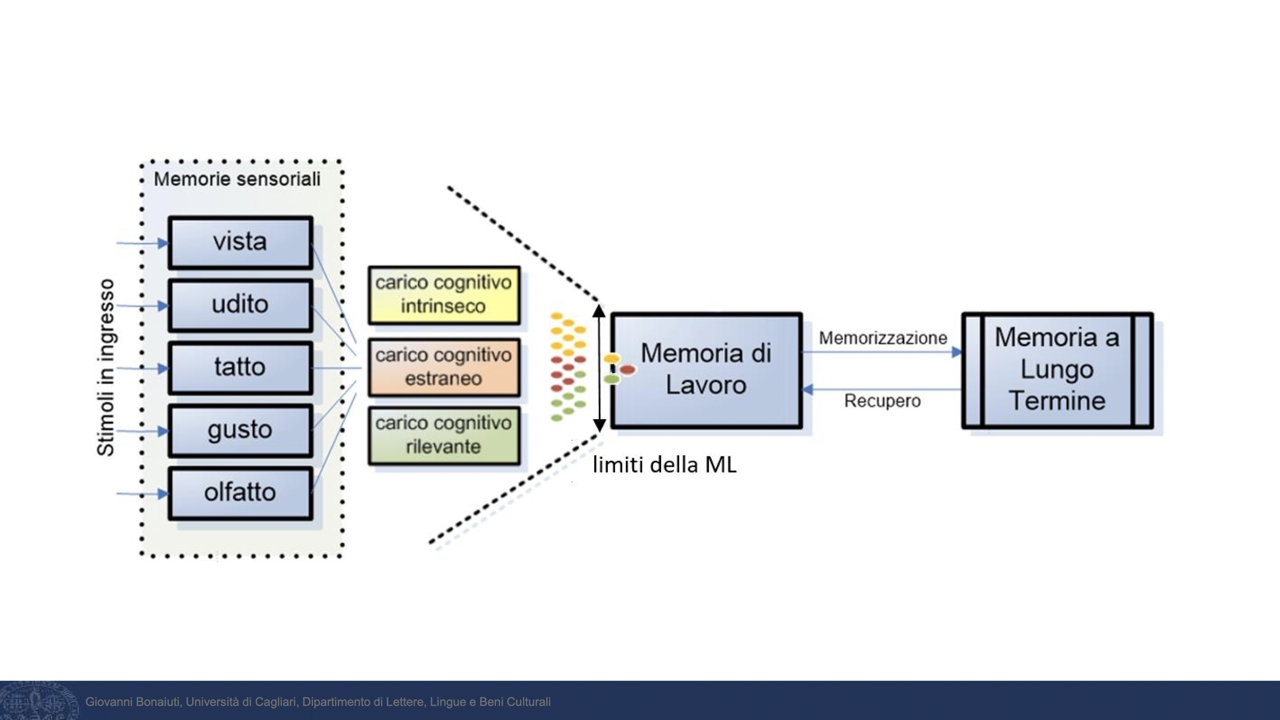 Memorie sensoriali
Stimoli in ingresso
vista
udito
tatto
gusto
olfatto
carico cognitivo
intrinseco
carico cognitivo
estraneo
carico cognitivo
rilevante
limiti della ML
Memoria di
Lavoro
Memorizzazione
Recupero
Memoria a
Lungo
Termine
Giovanni Bonaiuti, Università di Cagliari, Dipartimento di Lettere, Lingue e Beni Culturali